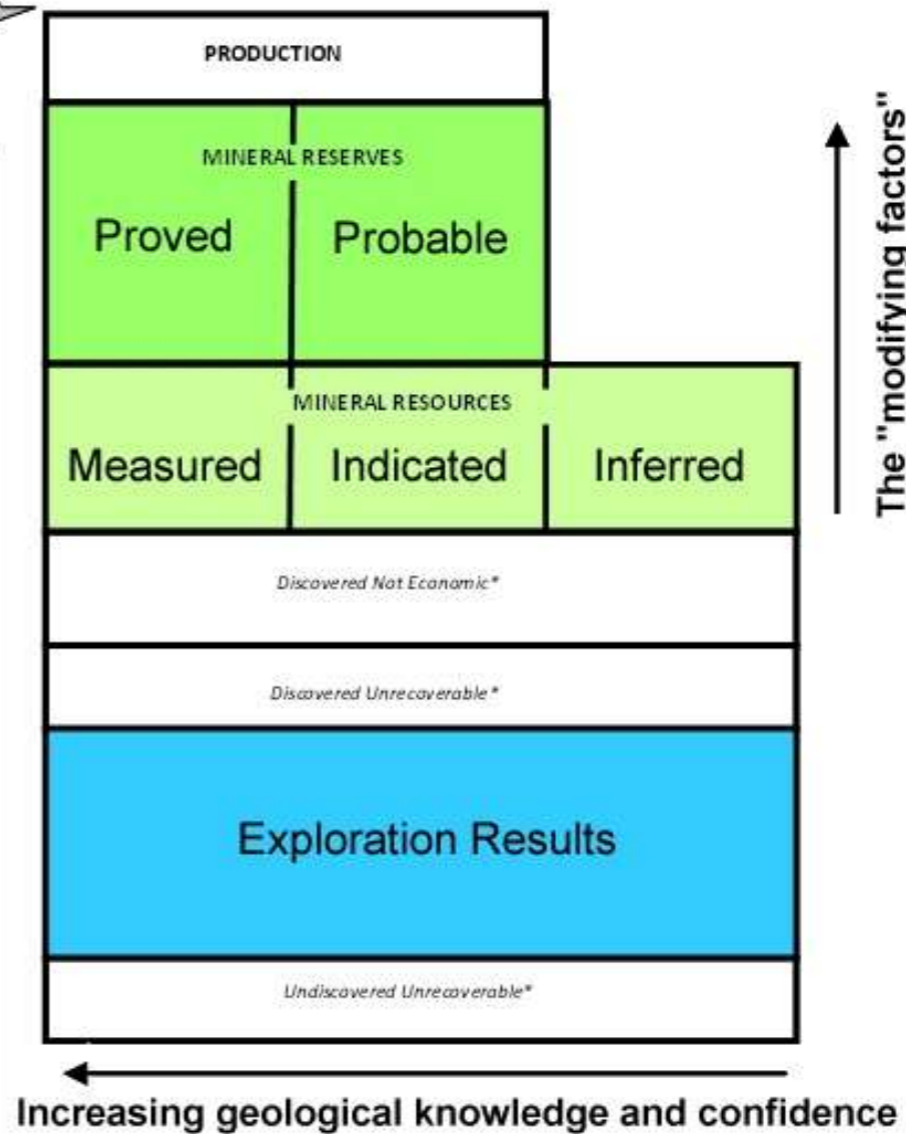 PRODUCTION
MINERAL RESERVES
Proved Probable
MINERAL RESOURCES
Measured Indicated Inferred
Discovered Not Economic*
Discovered Unrecoverable*
Exploration Results
Undiscovered Unrecoverable*
Increasing geological knowledge and confidence
The "modifying factors"